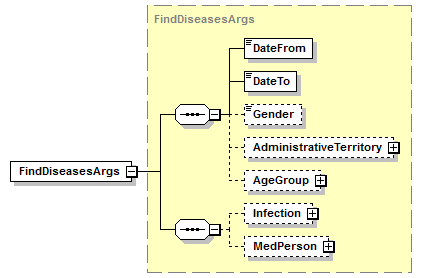 FindDiseasesArgs
DateFrom
DateTo
Gender
AdministrativeTerritory
FindDiseasesArgs
AgeGroup
Infection
MedPerson